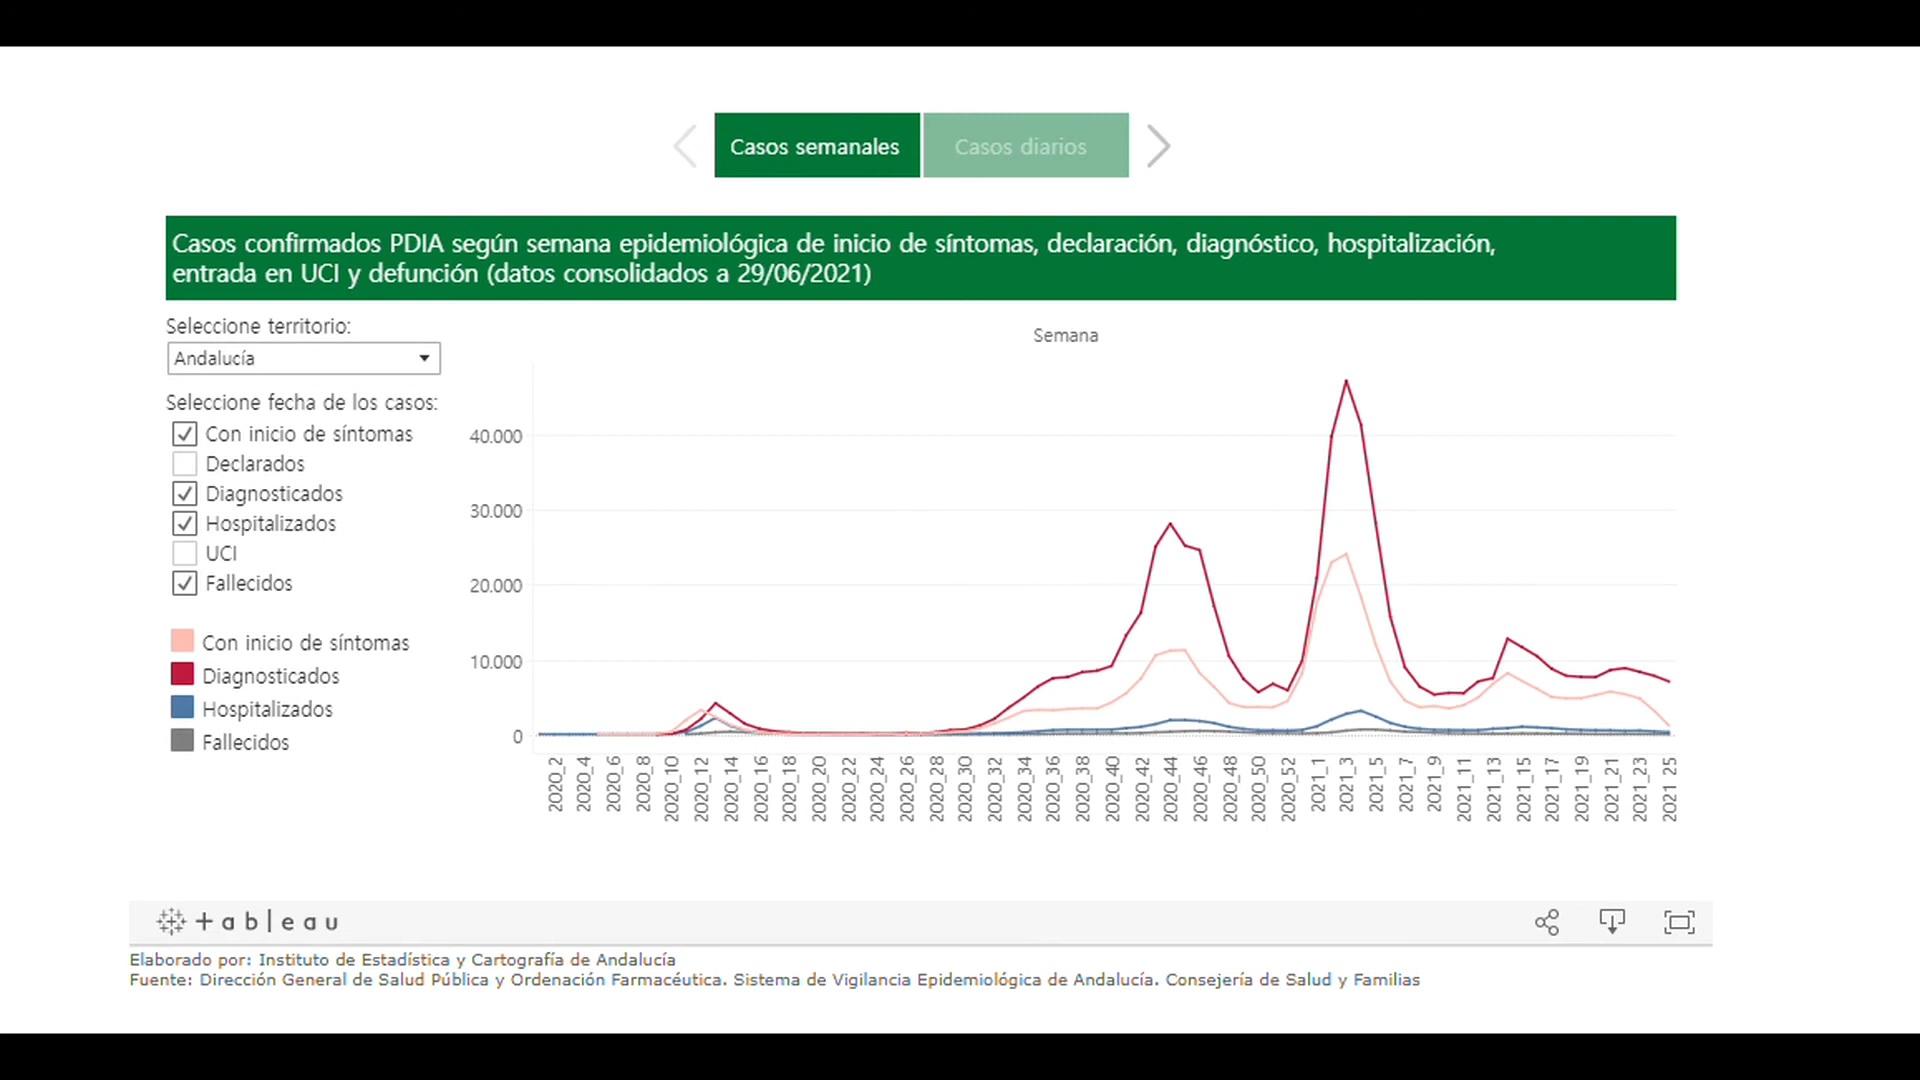 Casos semanales
Casos diarios
Casos confirmados PDIA según semana epidemiológica de inicio de síntomas, declaración, diagnóstico, hospitalización,
entrada en UCI y defunción (datos consolidados a 29/06/2021)
Seleccione territorio:
Andalucía
Seleccione fecha de los casos:
Con inicio de síntomas
Declarados
Diagnosticados
Hospitalizados
UCI
Fallecidos
Con inicio de síntomas
Diagnosticados
Hospitalizados
Fallecidos
Semana
40.000
30.000
20.000
10.000
0
2020_2
2020_4
2020_6
2020_8
2020_10
2020_12
2020_14
2020_16
2020_18
2020_20
2020_22
2020_24
2020_26
2020_28
2020_30
2020_32
2020_34
2020_36
2020_38
2020_40
2020_42
2020_44
2020_46
2020_48
2020_50
2020_52
2021_1
2021_3
2021_5
2021_7
2021_9
2021_11
2021_13
2021_15
2021_17
2021_19
2021_21
2021_23
2021_25
+ableau
Elaborado por: Instituto de Estadística y Cartografía de Andalucía
Fuente: Dirección General de Salud Pública y Ordenación Farmacéutica. Sistema de Vigilancia Epidemiológica de Andalucía. Consejería de Salud y Familias